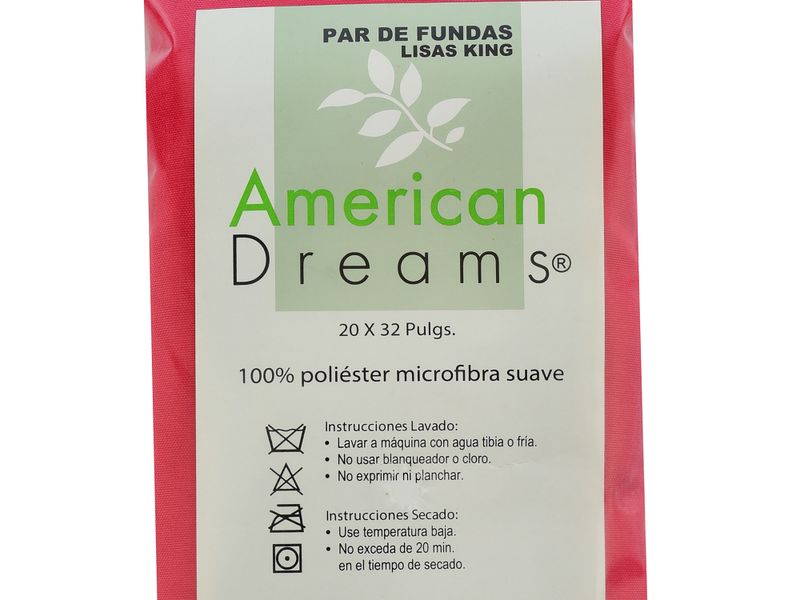 PAR DE FUNDAS
LISAS KING
American
Dreams®
20 X 32 Pulgs.
100% poliéster microfibra suave
Instrucciones Lavado:
• Lavar a máquina con agua tibia o fría.
• No usar blanqueador o cloro.
• No exprimir ni planchar.
Instrucciones Secado:
• Use temperatura baja.
• No exceda de 20 min.
en el tiempo de secado.